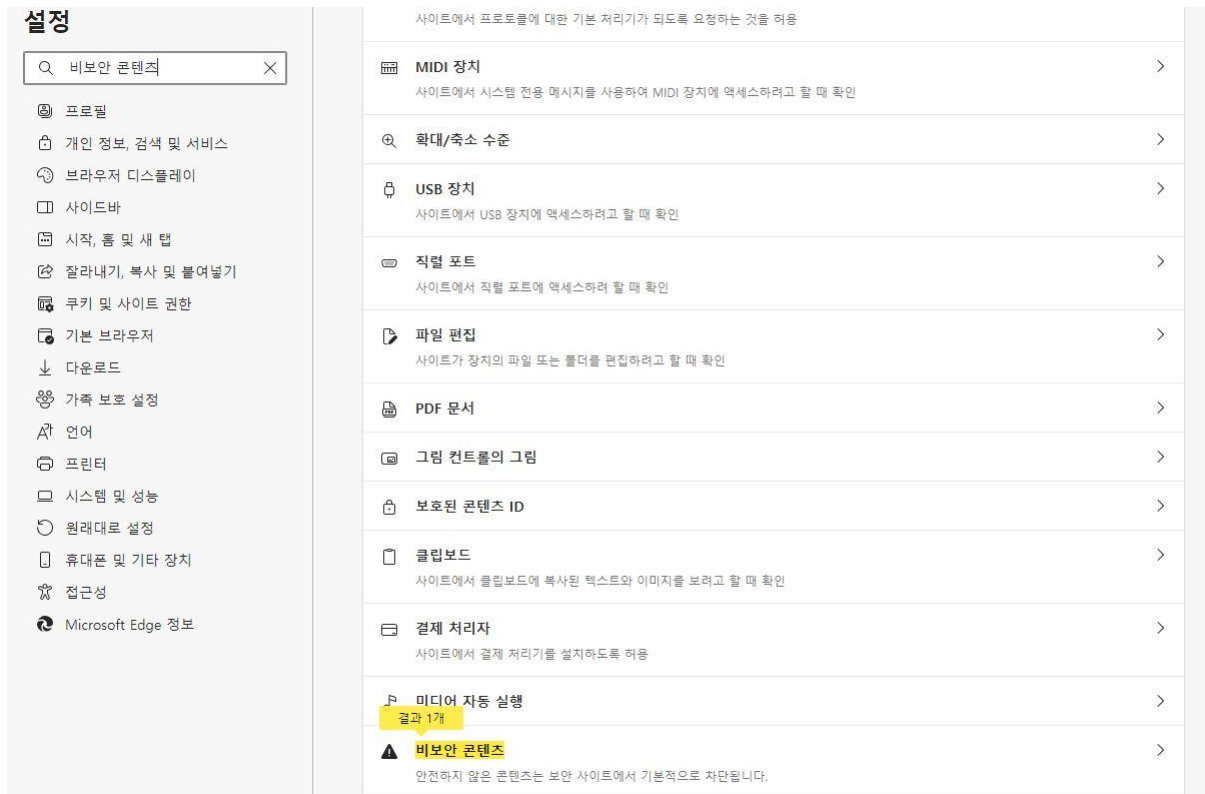 설정
비보안 콘텐츠
프로필
개인 정보, 검색 및 서비스
브라우저 디스플레이
사이드바
시작, 홈 및 새 탭
잘라내기, 복사 및 붙여넣기
쿠키 및 사이트 권한
기본 브라우저
다운로드
가족 보호 설정
언어
프린터
시스템 및 성능
원래대로 설정
휴대폰 및 기타 장치
접근성
Microsoft Edge 정보
사이트에서 프로토콜에 대한 기본 처리기가 되도록 요청하는 것을 허용
MIDI 장치
사이트에서 시스템 전용 메시지를 사용하여 MIDI 장치에 액세스하려고 할 때 확인
확대/축소 수준
USB 장치
사이트에서 USB 장치에 액세스하려고 할 때 확인
직렬 포트
사이트에서 직렬 포트에 액세스하려 할 때 확인
파일 편집
사이트가 장치의 파일 또는 폴더를 편집하려고 할 때 확인
PDF 문서
그림 컨트롤의 그림
보호된 콘텐츠 ID
클립보드
사이트에서 클립보드에 복사된 텍스트와 이미지를 보려고 할 때 확인
결제 처리자
사이트에서 결제 처리기를 설치하도록 허용
미디어 자동 실행
결과 1개
비보안 콘텐츠
안전하지 않은 콘텐츠는 보안 사이트에서 기본적으로 차단됩니다.